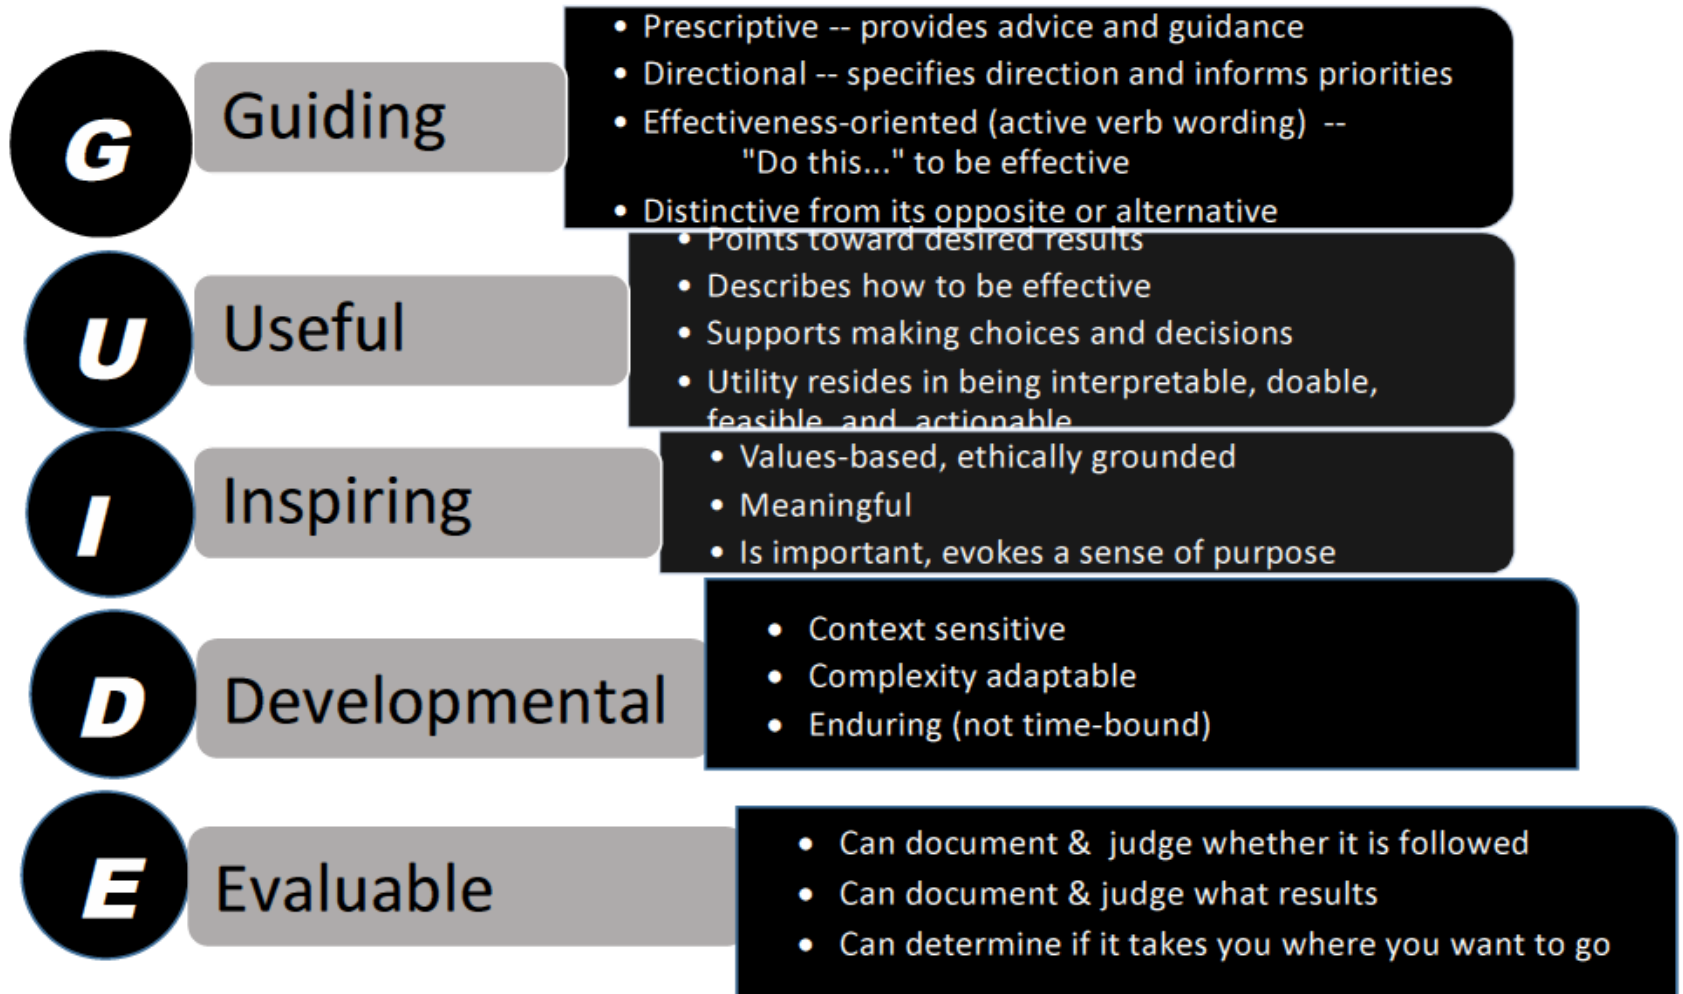 G
Guiding
• Prescriptive -- provides advice and guidance
• Directional -- specifies direction and informs priorities
• Effectiveness-oriented (active verb wording)  --
"Do this..." to be effective
• Distinctive from its opposite or alternative
U
Useful
• Points toward desired results
• Describes how to be effective
• Supports making choices and decisions
• Utility resides in being interpretable, doable,
feasible, and  actionable
I
Inspiring
• Values-based, ethically grounded
• Meaningful
• Is important, evokes a sense of purpose
D
Developmental
• Context sensitive
• Complexity adaptable
• Enduring (not time-bound)
E
Evaluable
• Can document &  judge whether it is followed
• Can document & judge what results
• Can determine if it takes you where you want to go